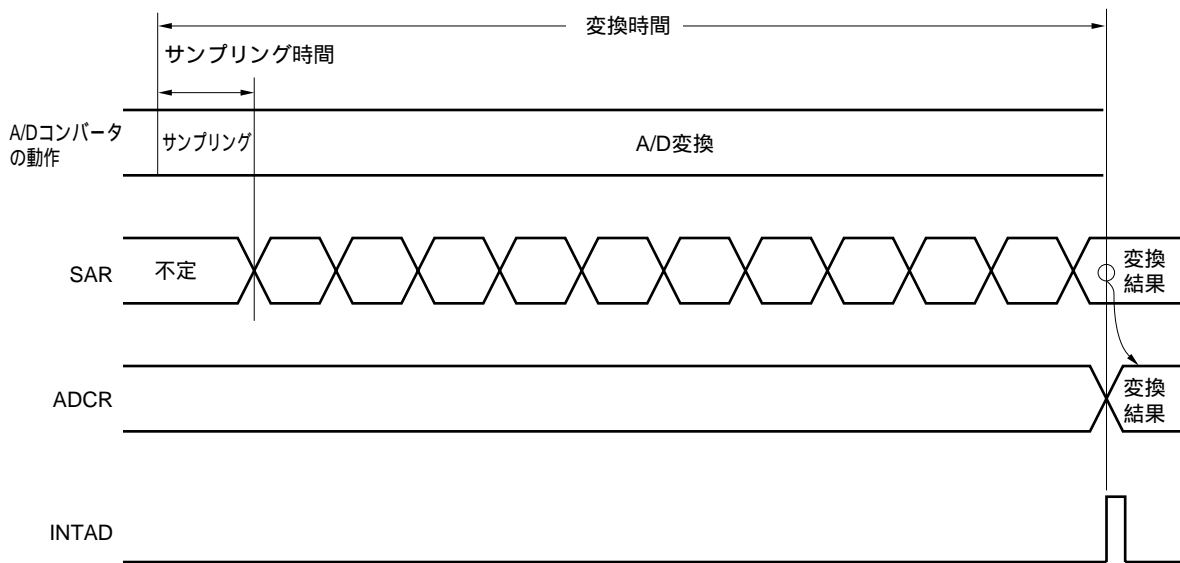 変換時間
サンプリング時間
A/Dコンバータ
の動作
サンプリング
A/D変換
SAR
不定
変換
結果
ADCR
変換
結果
INTAD